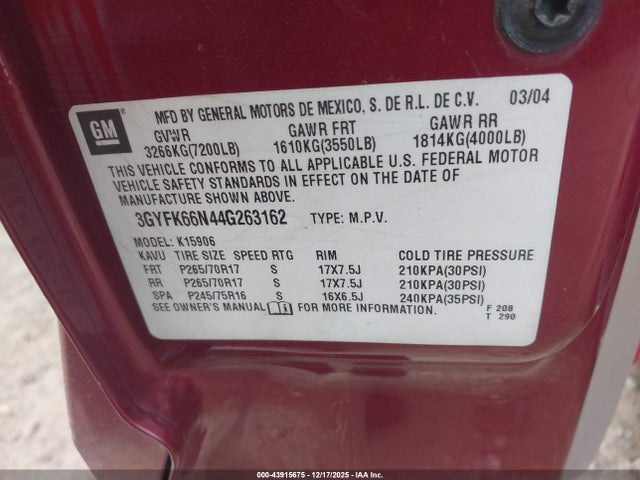 GM
MFD BY GENERAL MOTORS DE MEXICO, S. DE R.L. DE C.V. 03/04
GVWR GAWR FRT GAWR RR
3266KG(7200LB) 1610KG(3550LB) 1814KG(4000LB)
THIS VEHICLE CONFORMS TO ALL APPLICABLE U.S. FEDERAL MOTOR
VEHICLE SAFETY STANDARDS IN EFFECT ON THE DATE OF
MANUFACTURE SHOWN ABOVE.
3GYFK66N44G263162 TYPE: M.P.V.
MODEL: K15906
KAVU TIRE SIZE SPEED RTG RIM COLD TIRE PRESSURE
FRT P265/70R17 S 17X7.5J 210KPA(30PSI)
RR P265/70R17 S 17X7.5J 210KPA(30PSI)
SPA P245/75R16 S 16X6.5J 240KPA(35PSI)
SEE OWNER'S MANUAL FOR MORE INFORMATION. F 208
T 290
000-43915675 - 12/17/2025 - IAA Inc.